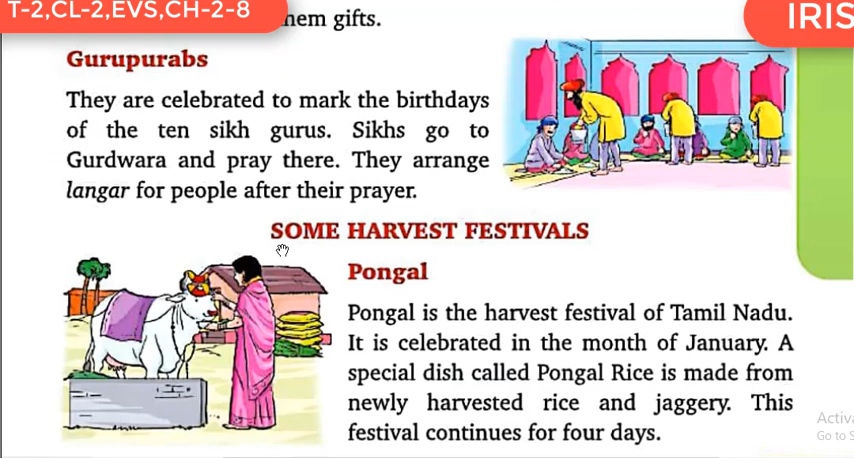 T-2,CL-2,EVS,CH-2-8
IRIS
gifts.
Gurupurabs
They are celebrated to mark the birthdays
of the ten sikh gurus. Sikhs go to
Gurdwara and pray there. They arrange
langar for people after their prayer.
SOME HARVEST FESTIVALS
Pongal
Pongal is the harvest festival of Tamil Nadu.
It is celebrated in the month of January. A
special dish called Pongal Rice is made from
newly harvested rice and jaggery. This
festival continues for four days.
Go to